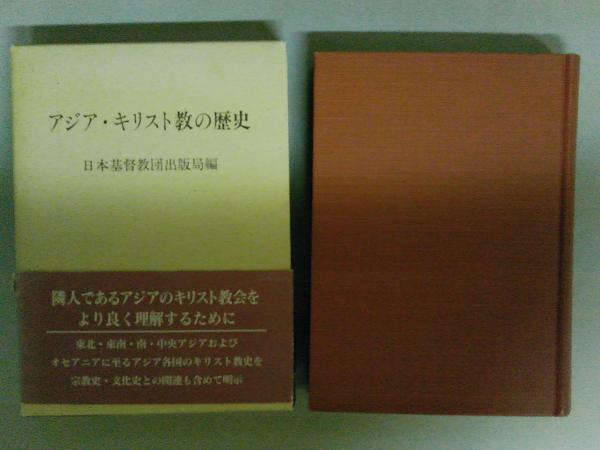 アジア・キリスト教の歴史
日本基督教団出版局編
隣人であるアジアのキリスト教会を
より良く理解するために
東北・東南・南・中央アジアおよび
オセアニアに至るアジア各国のキリスト教史を
宗教史・文化史との関連も含めて明示